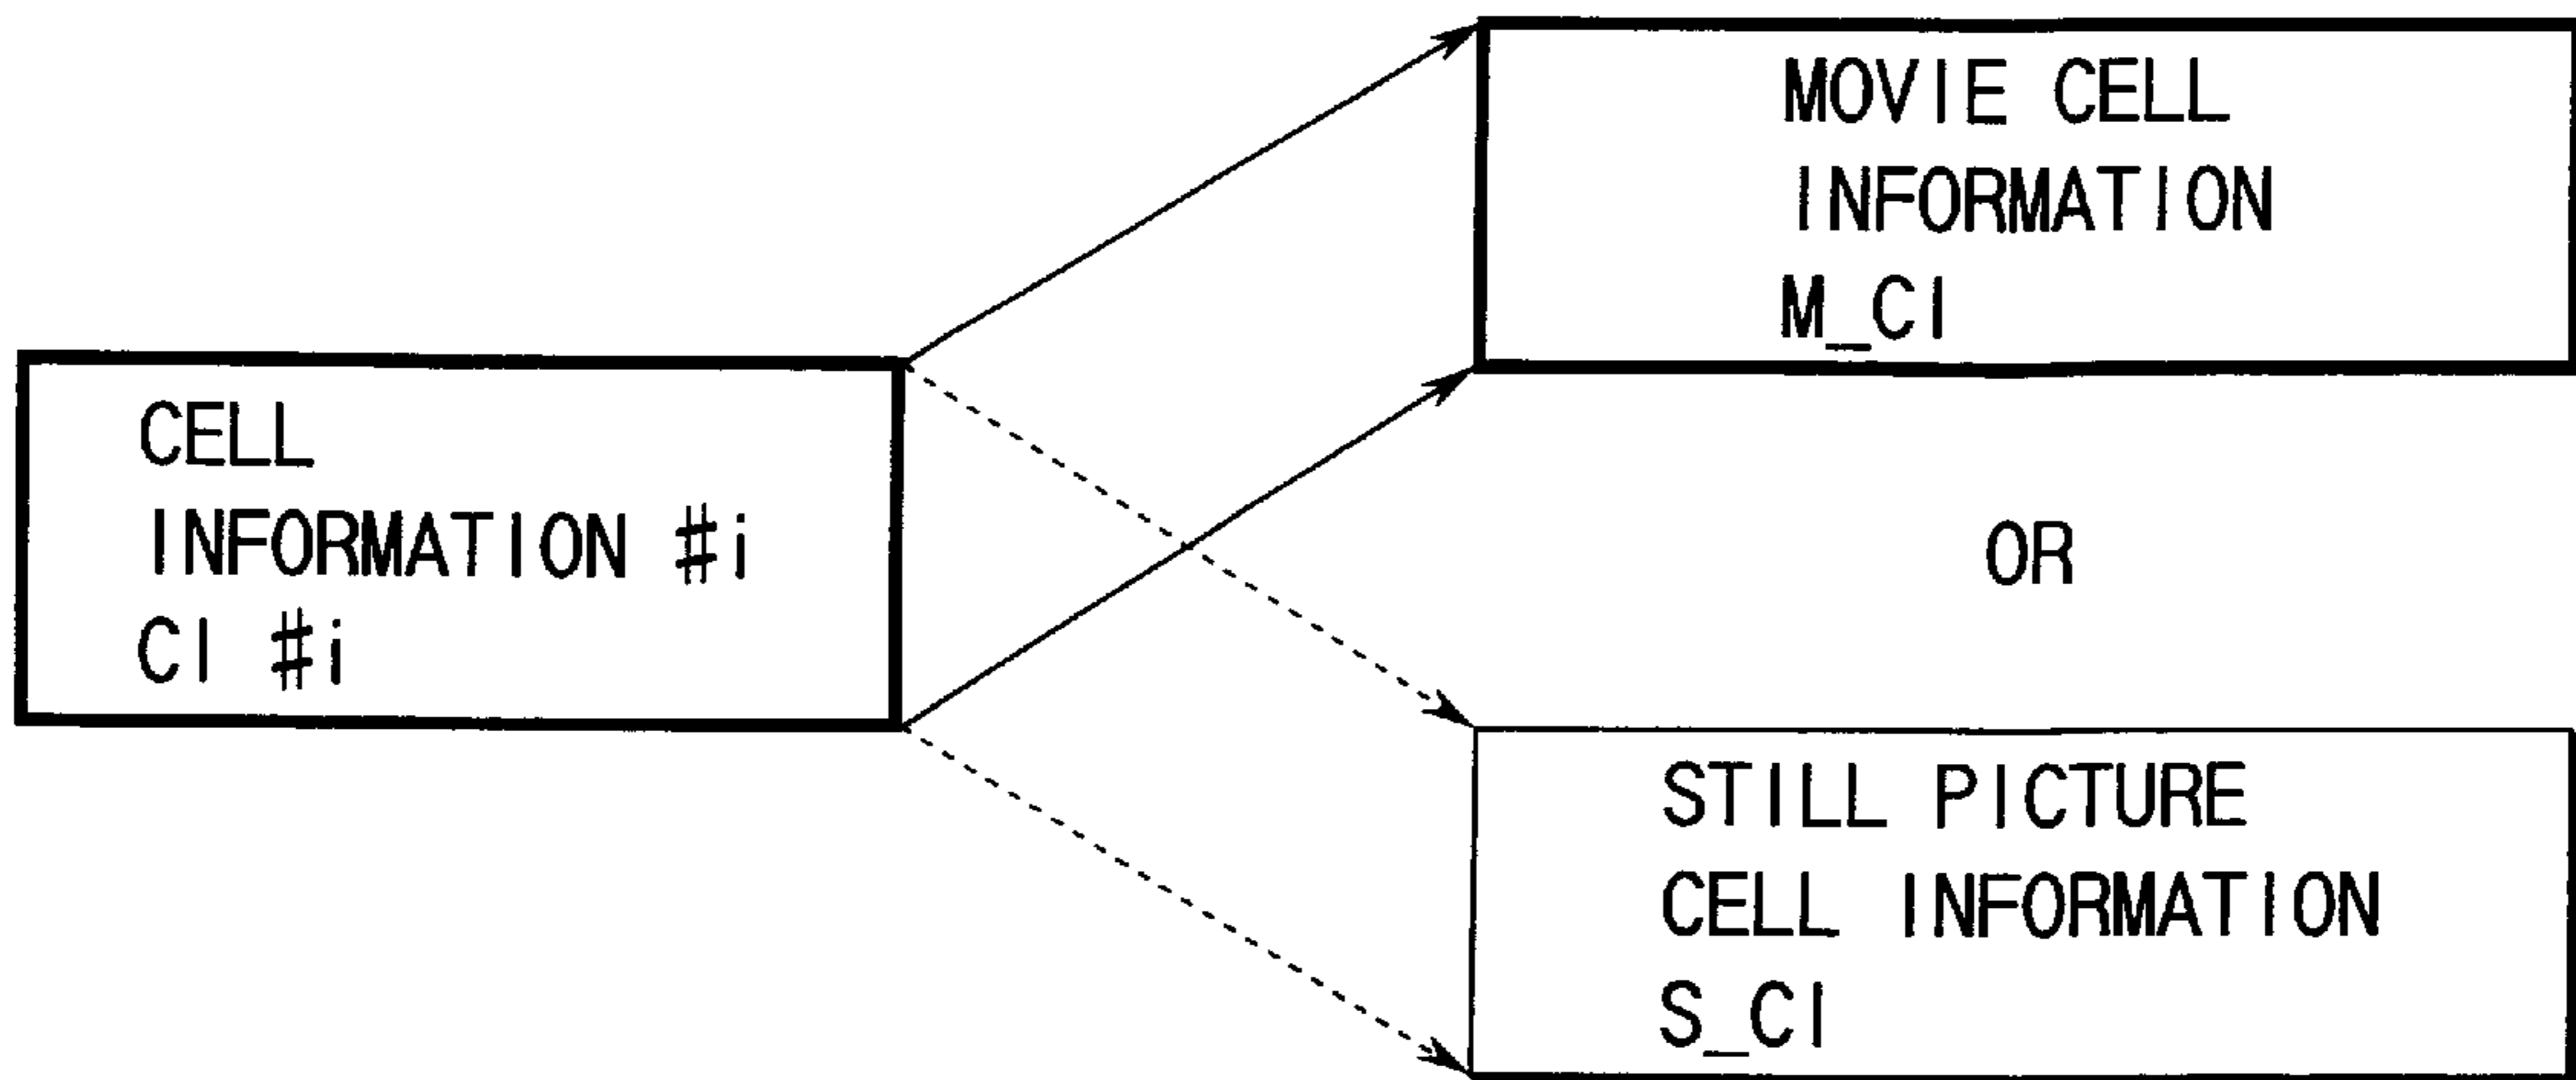 MOVIE CELL
INFORMATION
M_CI
CELL
INFORMATION #i
CI #i
OR
STILL PICTURE
CELL INFORMATION
S_CI